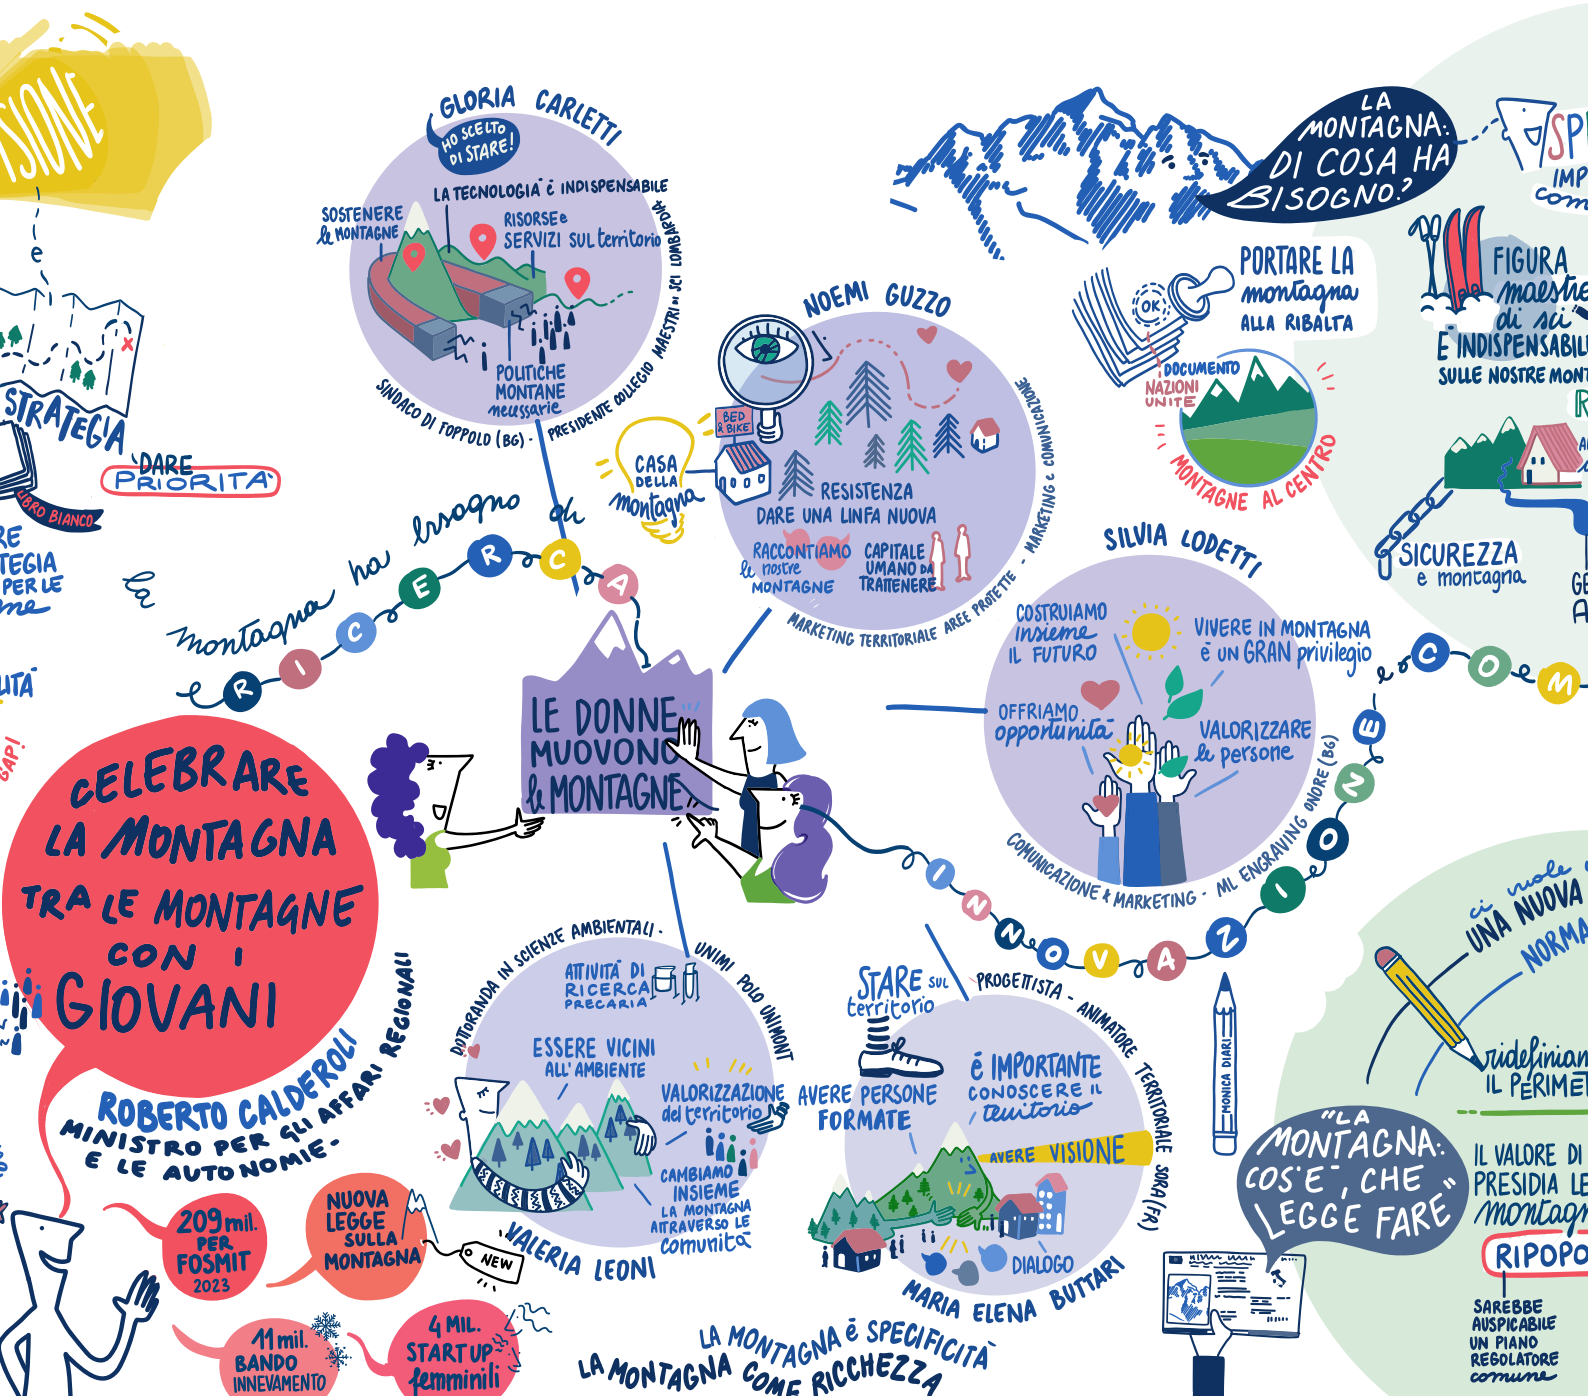 e
STRATEGIA
LIBRO BIANCO
DARE
PRIORITA'
GAP!
la montagna ha bisogno di
RICERCA
CELEBRARE
LA MONTAGNA
TRA LE MONTAGNE
CON I
GIOVANI
ROBERTO CALDEROLI
MINISTRO PER GLI AFFARI REGIONALI
E LE AUTONOMIE-
209 mil.
PER
FOSMIT
2023
NUOVA
LEGGE
SULLA
MONTAGNA
NEW
11 mil.
BANDO
INNEVAMENTO
4 MIL.
START UP
femminili
GLORIA CARLETTI
HO SCELTO
DI STARE!
LA TECNOLOGIA È INDISPENSABILE
SOSTENERE
le MONTAGNE
RISORSE e
SERVIZI SUL territorio
POLITICHE
MONTANE
necessarie
SINDACO DI FOPPOLO (BG) - PRESIDENTE COLLEGIO MAESTRI DI SCI LOMBARDIA
NOEMI GUZZO
BED
& BIKE
CASA
DELLA
montagna
RESISTENZA
DARE UNA LINFA NUOVA
RACCONTIAMO
le nostre
MONTAGNE
CAPITALE
UMANO DA
TRATTENERE
MARKETING TERRITORIALE AREE PROTETTE - MARKETING e COMUNICAZIONE
LE DONNE
MUOVONO
le MONTAGNE
SILVIA LODETTI
COSTRUIAMO
insieme
IL FUTURO
VIVERE IN MONTAGNA
È UN GRAN privilegio
OFFRIAMO
opportunità
VALORIZZARE
le persone
COMUNICAZIONE & MARKETING - ML ENGRAVING ONORE (BG)
INNOVAZIONE
COM
DOTTORANDA IN SCIENZE AMBIENTALI - UNIMI POLO UNIMONT
ATTIVITÀ DI
RICERCA
PRECARIA
ESSERE VICINI
ALL'AMBIENTE
VALORIZZAZIONE
del territorio
CAMBIAMO
INSIEME
LA MONTAGNA
ATTRAVERSO LE
comunità
VALERIA LEONI
STARE SUL
territorio
PROGETTISTA - ANIMATORE TERRITORIALE SORA (FR)
AVERE PERSONE
FORMATE
È IMPORTANTE
CONOSCERE IL
territorio
AVERE VISIONE
DIALOGO
MARIA ELENA BUTTARI
LA MONTAGNA È SPECIFICITÀ
LA MONTAGNA COME RICCHEZZA
MONICA DIARI
LA
MONTAGNA:
DI COSA HA
BISOGNO?
PORTARE LA
montagna
ALLA RIBALTA
OK
DOCUMENTO
NAZIONI
UNITE
MONTAGNE AL CENTRO
FIGURA
di sci
È INDISPENSABILE
SULLE NOSTRE MONT
SICUREZZA
e montagna
ci vuole
UNA NUOVA
NORMA
ridefiniam
IL PERIMET
"LA
MONTAGNA:
COS'È, CHE
LEGGE FARE"
IL VALORE DI
PRESIDIA LE
montagn
RIPOPO
SAREBBE
AUSPICABILE
UN PIANO
REGOLATORE
comune